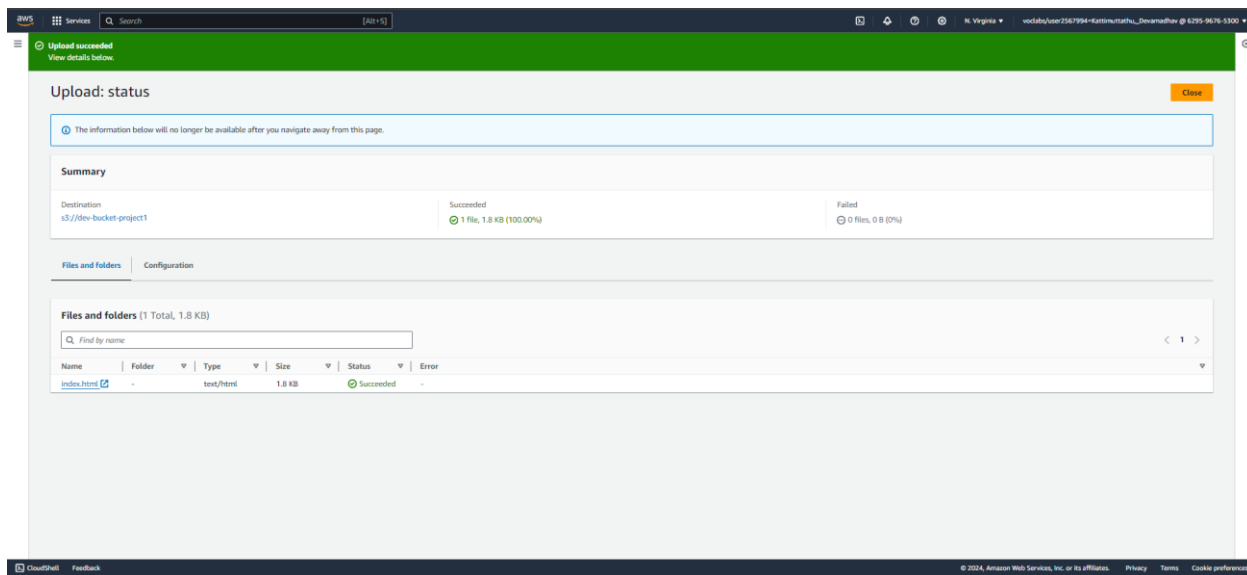 aws Services Search [Alt+S] N. Virginia ▼ voclabs/user2567994=Kattimuttathu,_Devamadhav @ 6295-9676-5300 ▼
Upload succeeded
View details below.
Upload: status Close
The information below will no longer be available after you navigate away from this page.
Summary
Destination Succeeded Failed
s3://dev-bucket-project1 1 file, 1.8 KB (100.00%) 0 files, 0 B (0%)
Files and folders Configuration
Files and folders (1 Total, 1.8 KB)
Find by name < 1 >
Name Folder Type Size Status Error
index.html - text/html 1.8 KB Succeeded -
CloudShell Feedback © 2024, Amazon Web Services, Inc. or its affiliates. Privacy Terms Cookie preferences